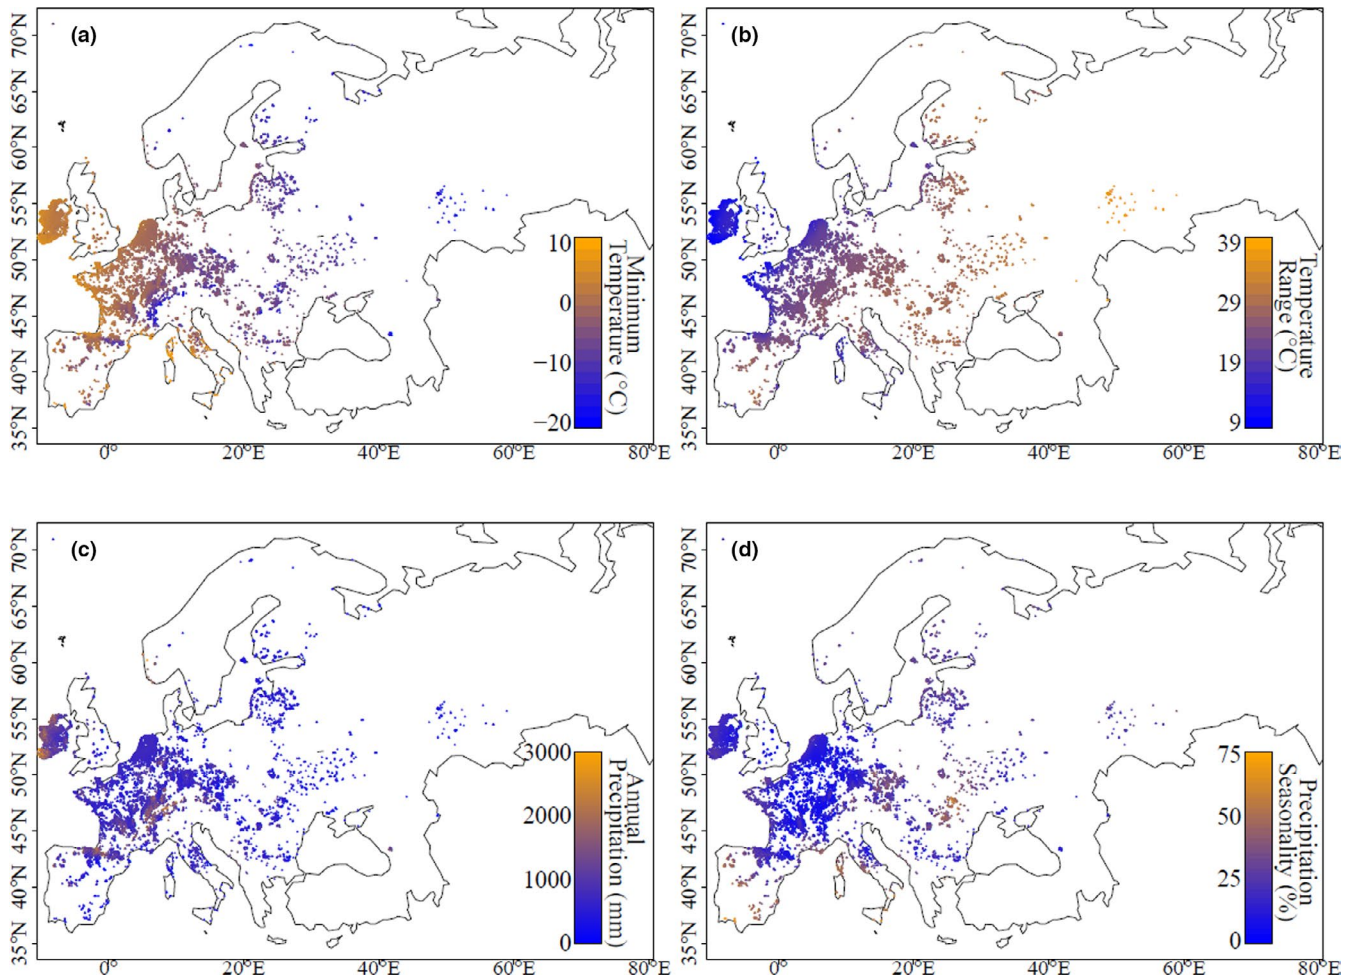 (a)
70°N
65°N
60°N
55°N
50°N
45°N
40°N
35°N
0°
20°E
40°E
60°E
80°E
10
0
−10
−20
Minimum
Temperature (°C)
(b)
70°N
65°N
60°N
55°N
50°N
45°N
40°N
35°N
0°
20°E
40°E
60°E
80°E
39
29
19
9
Temperature
Range (°C)
(c)
70°N
65°N
60°N
55°N
50°N
45°N
40°N
35°N
0°
20°E
40°E
60°E
80°E
3000
2000
1000
0
Annual
Precipitation (mm)
(d)
70°N
65°N
60°N
55°N
50°N
45°N
40°N
35°N
0°
20°E
40°E
60°E
80°E
75
50
25
0
Precipitation
Seasonality (%)